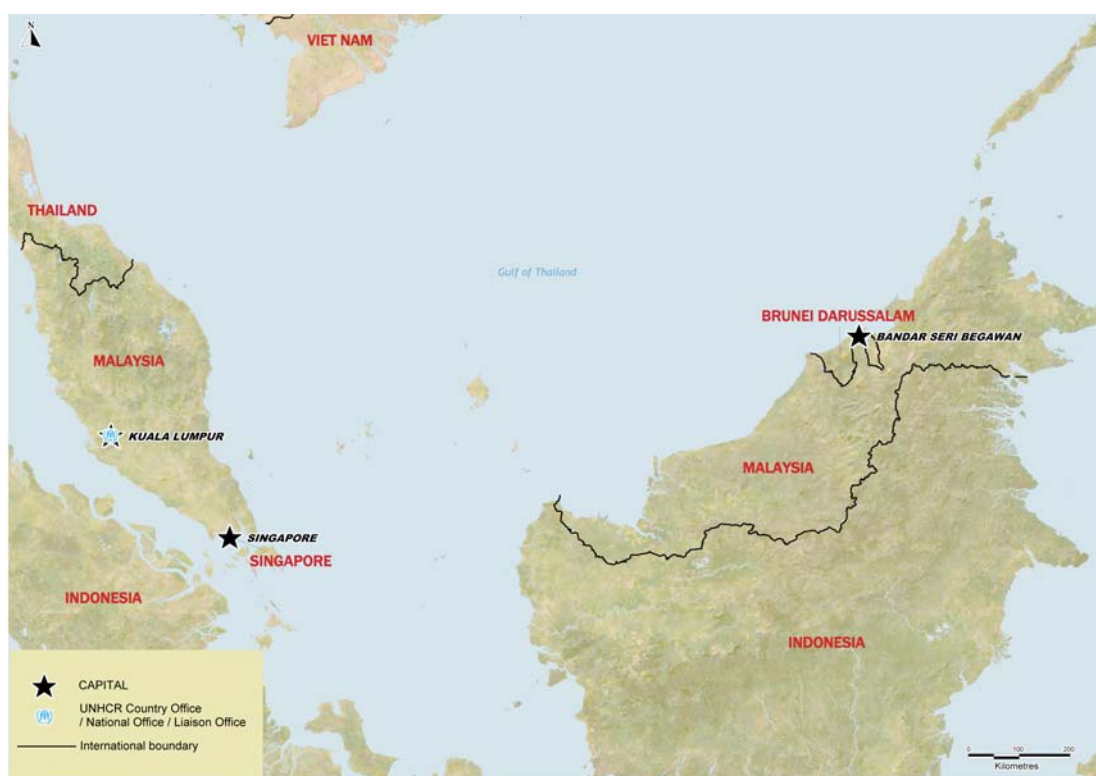 N
VIET NAM
THAILAND
Gulf of Thailand
BRUNEI DARUSSALAM
BANDAR SERI BEGAWAN
MALAYSIA
KUALA LUMPUR
MALAYSIA
SINGAPORE
SINGAPORE
INDONESIA
INDONESIA
CAPITAL
UNHCR Country Office
/ National Office / Liaison Office
International boundary
0 100 200
Kilometres